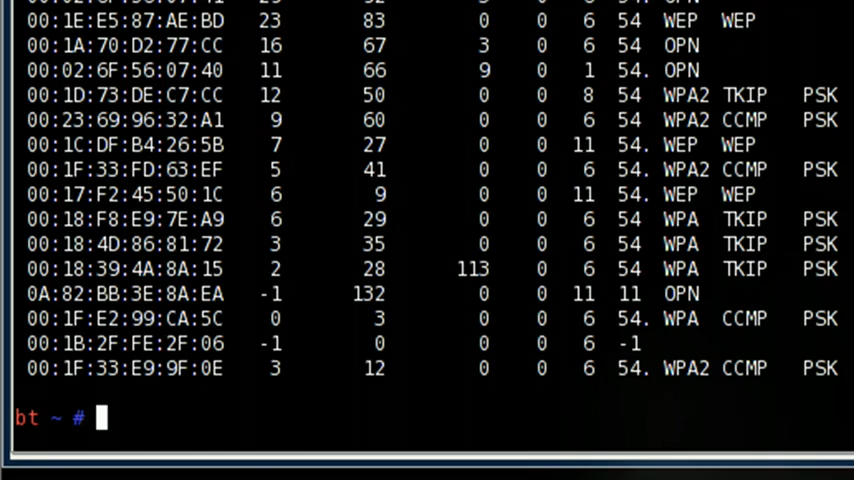 00:1E:E5:87:AE:BD 23 83 0 0 6 54 WEP WEP
00:1A:70:D2:77:CC 16 67 3 0 6 54 OPN
00:02:6F:56:07:40 11 66 9 0 1 54. OPN
00:1D:73:DE:C7:CC 12 50 0 0 8 54 WPA2 TKIP PSK
00:23:69:96:32:A1 9 60 0 0 6 54 WPA2 CCMP PSK
00:1C:DF:B4:26:5B 7 27 0 0 11 54. WEP WEP
00:1F:33:FD:63:EF 5 41 0 0 6 54. WPA2 CCMP PSK
00:17:F2:45:50:1C 6 9 0 0 11 54. WEP WEP
00:18:F8:E9:7E:A9 6 29 0 0 6 54 WPA TKIP PSK
00:18:4D:86:81:72 3 35 0 0 6 54. WPA TKIP PSK
00:18:39:4A:8A:15 2 28 113 0 6 54 WPA TKIP PSK
0A:82:BB:3E:8A:EA -1 132 0 0 11 11 OPN
00:1F:E2:99:CA:5C 0 3 0 0 6 54. WPA CCMP PSK
00:1B:2F:FE:2F:06 -1 0 0 0 6 -1
00:1F:33:E9:9F:0E 3 12 0 0 6 54. WPA2 CCMP PSK
bt ~ #